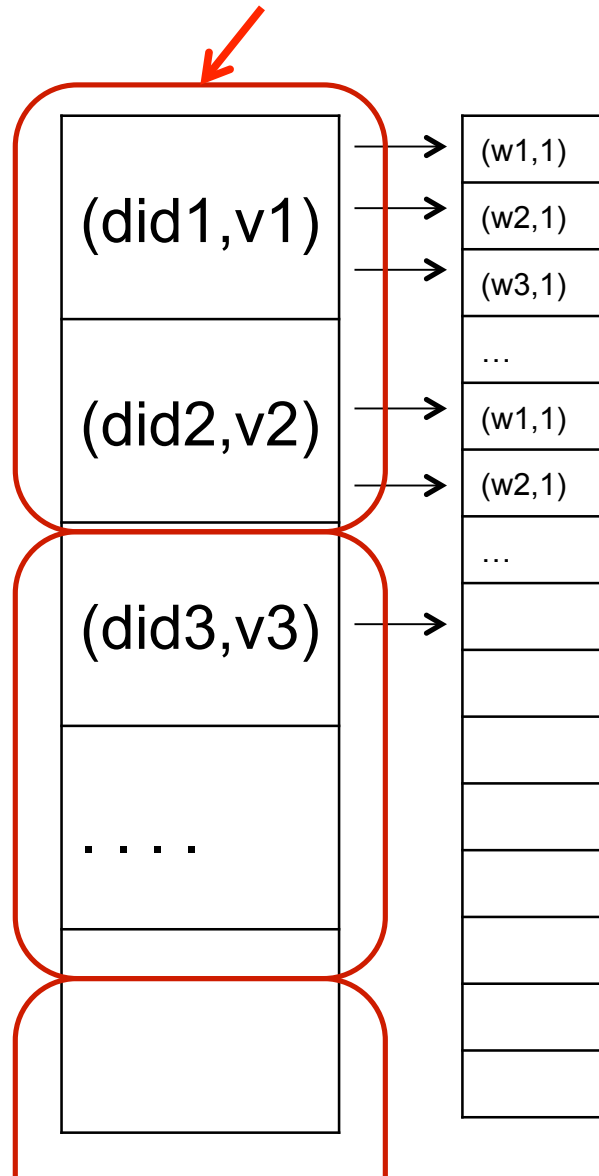 (did1,v1)
(did2,v2)
(did3,v3)
. . . .
(w1,1)
(w2,1)
(w3,1)
...
(w1,1)
(w2,1)
...